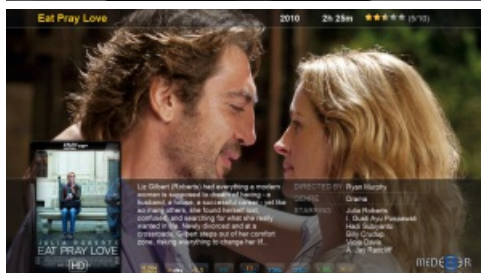 Eat Pray Love 2010 2h 25m (5/10)
Liz Gilbert (Roberts) had everything a modern
woman is supposed to dream of having - a
husband, a house, a successful career - yet like
so many others, she found herself lost,
confused, and searching for what she really
wanted in life. Newly divorced and at a
crossroads, Gilbert steps out of her comfort
zone, risking everything to change her lif...
DIRECTED BY Ryan Murphy
GENRE Drama
STARRING Julia Roberts
I. Gusti Ayu Puspawati
Hadi Subiyanto
Billy Crudup
Viola Davis
A. Jay Radcliff
JULIA ROBERTS
EAT PRAY LOVE
HD
MEDE8ER